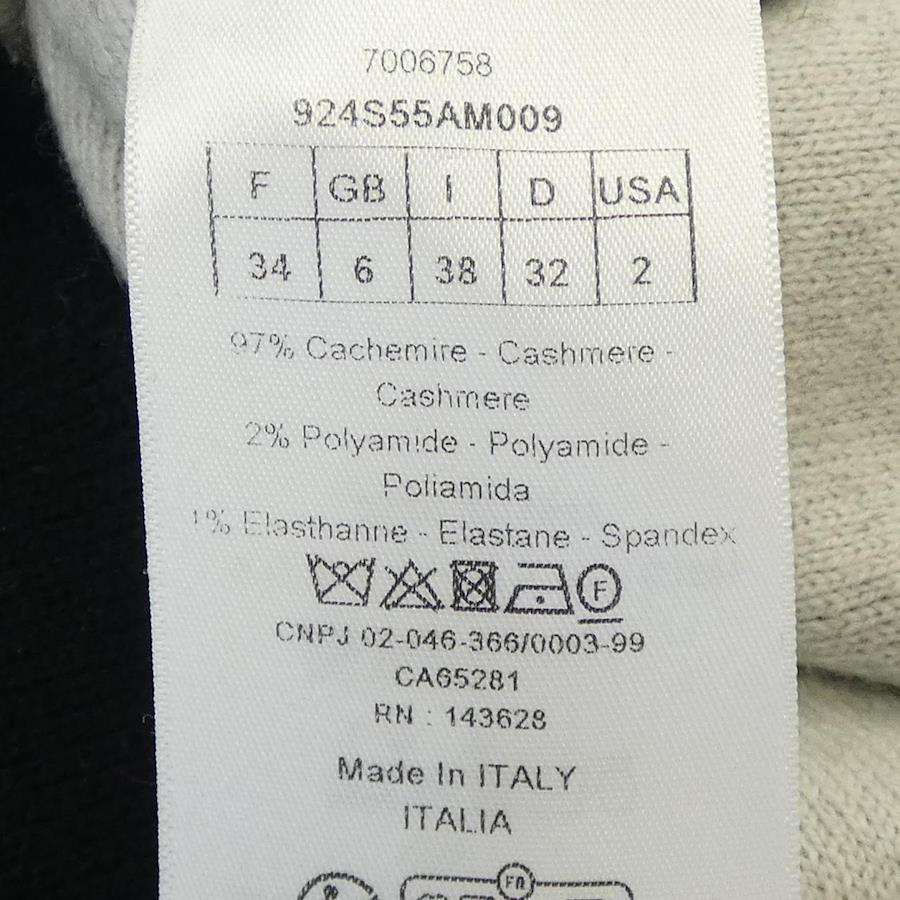 7006758
924S55AM009
F GB I D USA
34 6 38 32 2
97% Cachemire - Cashmere -
Cashmere
2% Polyamide - Polyamide -
Poliamida
1% Elasthanne - Elastane - Spandex
F
CNPJ 02-046-366/0003-99
CA65281
RN : 143628
Made In ITALY
ITALIA
FR